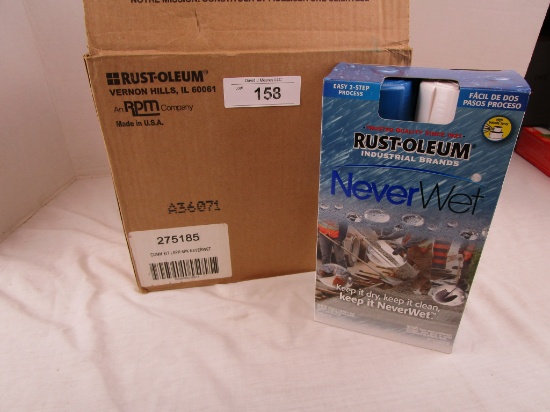 RUST-OLEUM®
VERNON HILLS, IL 60061
An RPM Company
Made in U.S.A.
158
A36071
275185
EASY 2-STEP
PROCESS
FÁCIL DE DOS
PASOS PROCESO
RUST-OLEUM®
INDUSTRIAL BRANDS
NeverWet
Keep it dry, keep it clean,
keep it NeverWet™